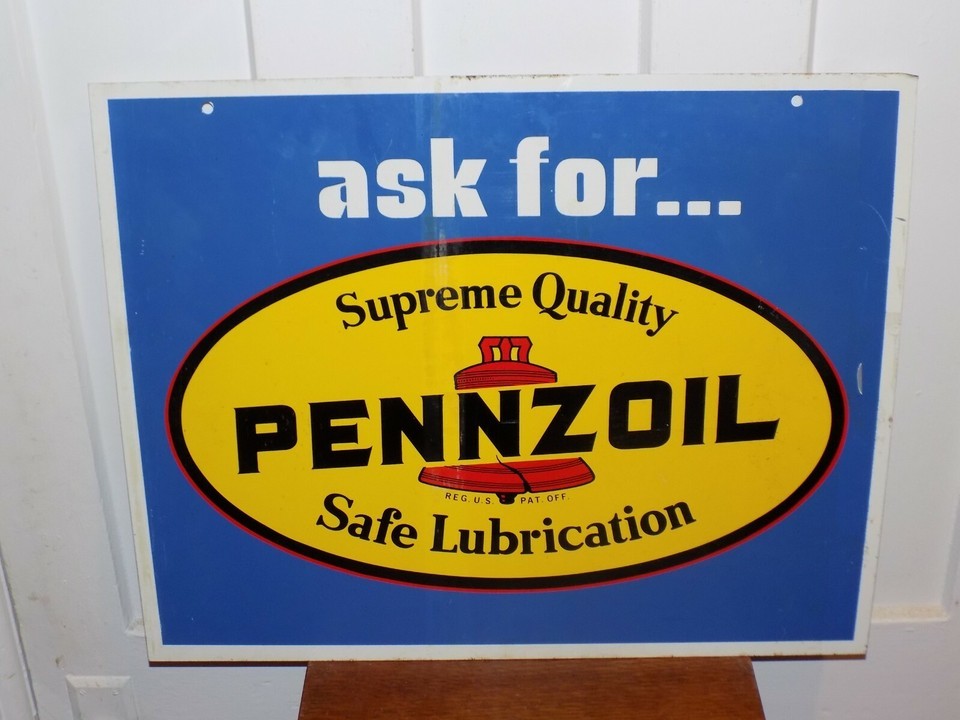 ask for...
Supreme Quality
PENNZOIL
REG. U.S. PAT. OFF.
Safe Lubrication